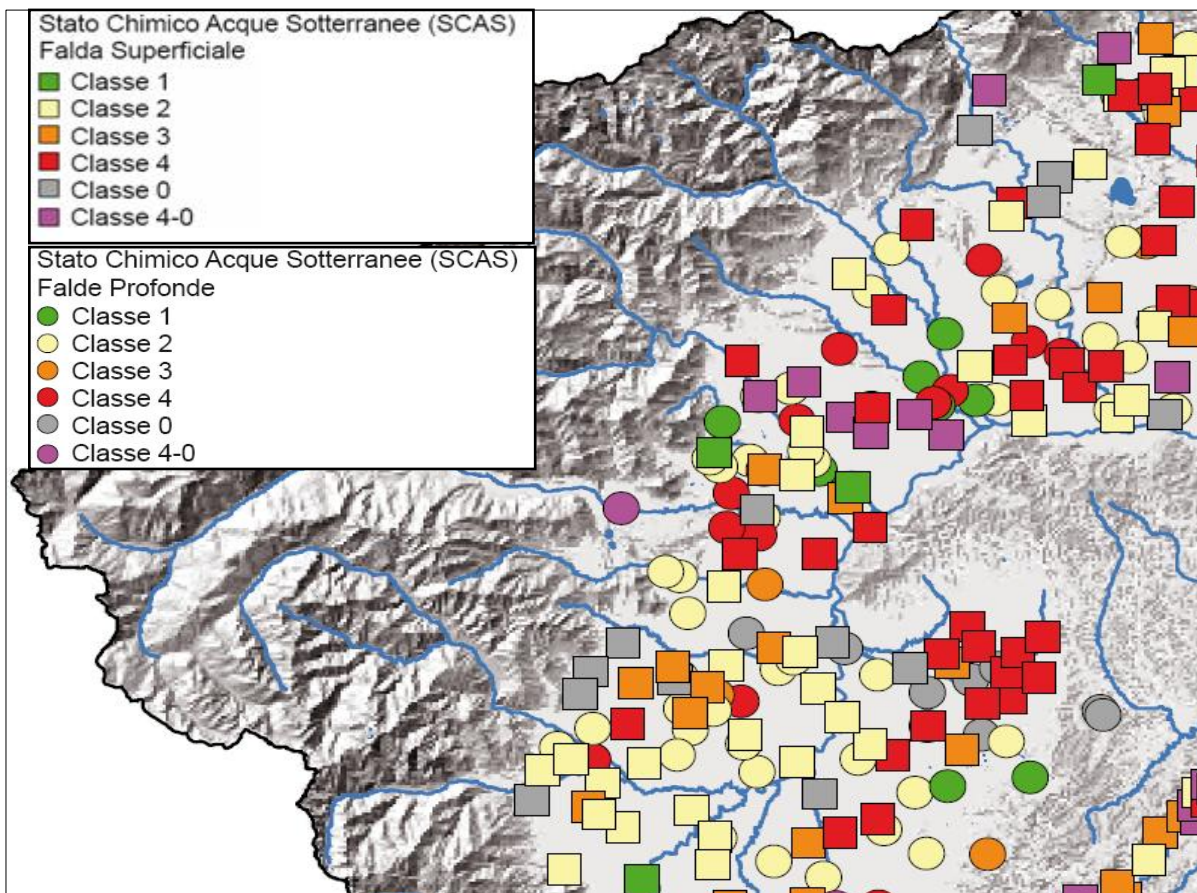 Stato Chimico Acque Sotterranee (SCAS)
Falda Superficiale
Classe 1
Classe 2
Classe 3
Classe 4
Classe 0
Classe 4-0
Stato Chimico Acque Sotterranee (SCAS)
Falde Profonde
Classe 1
Classe 2
Classe 3
Classe 4
Classe 0
Classe 4-0